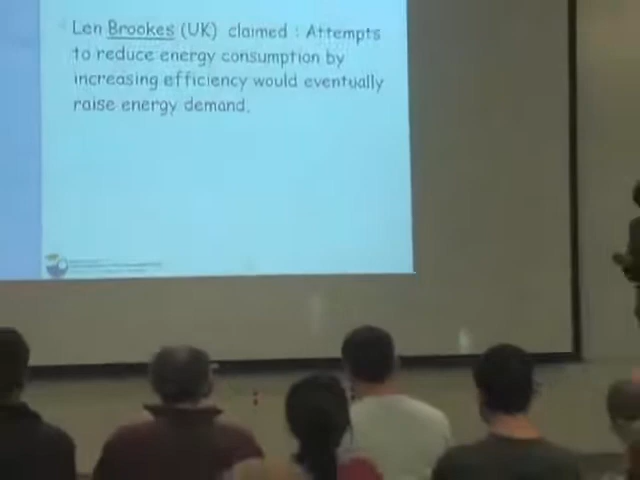 Len Brookes (UK) claimed : Attempts
to reduce energy consumption by
increasing efficiency would eventually
raise energy demand.